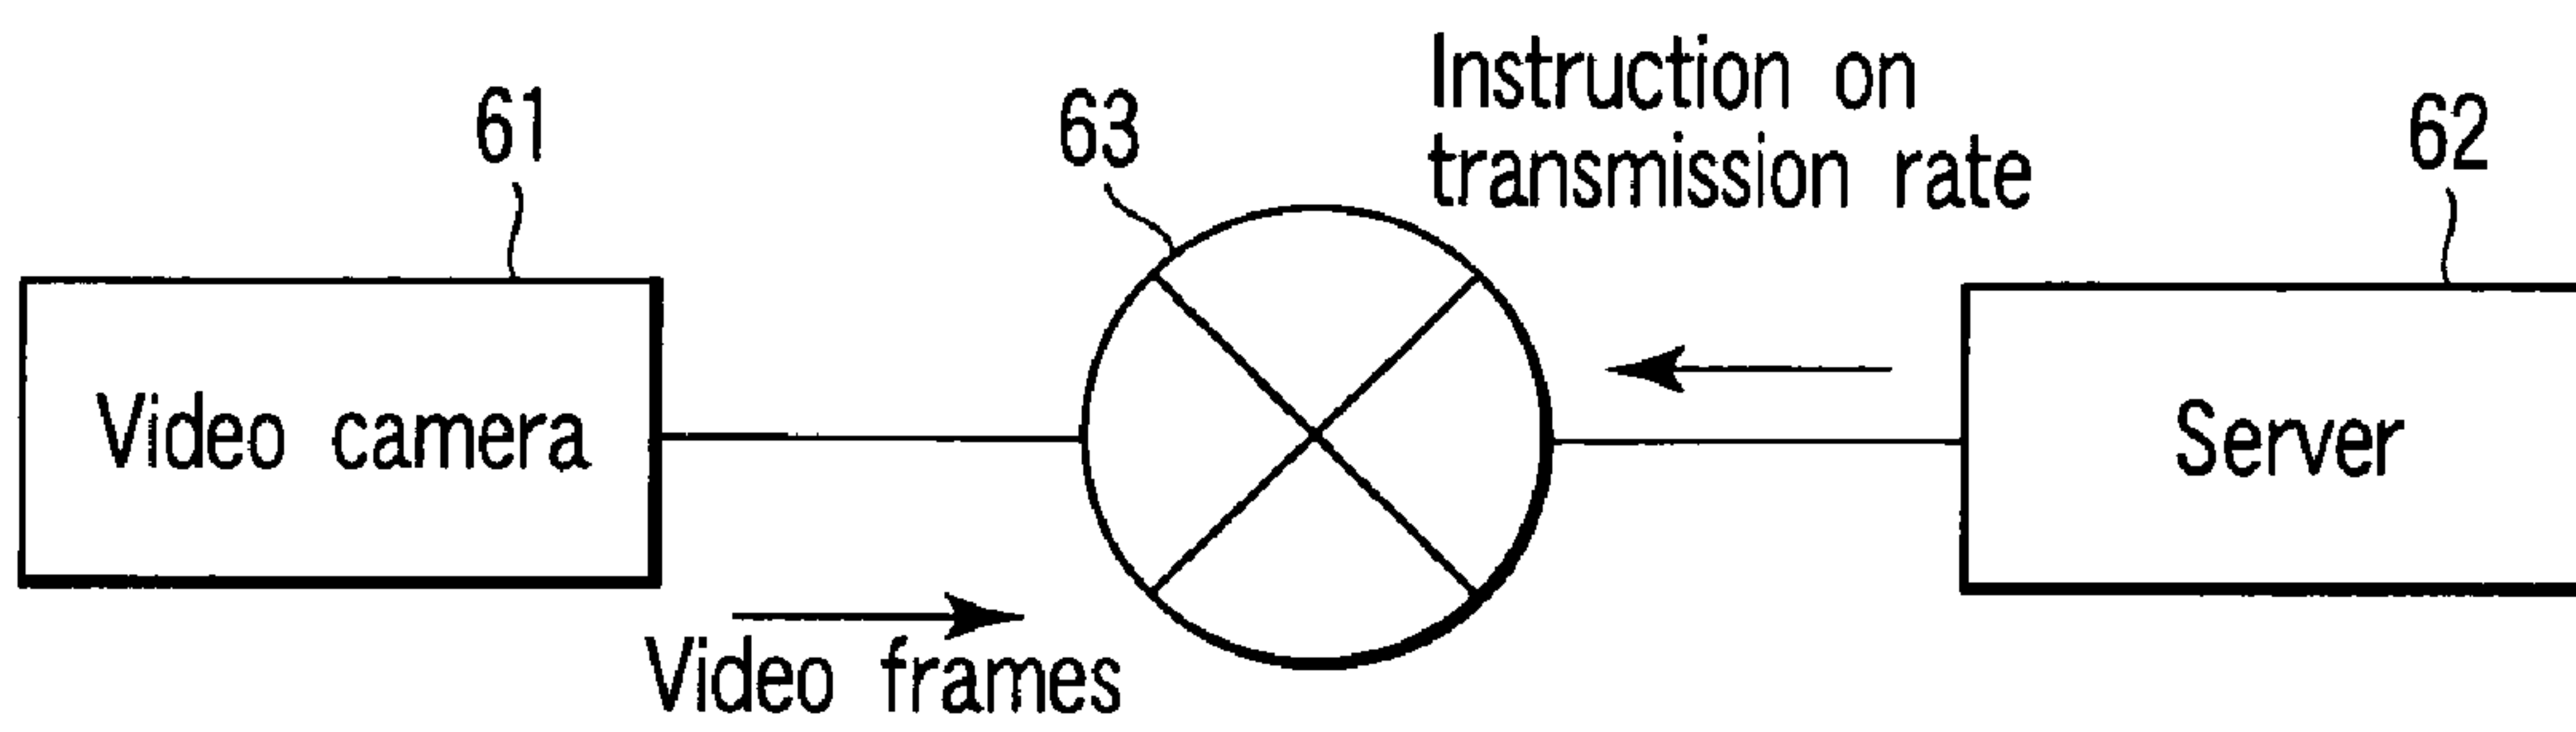 61
63
Instruction on
transmission rate
62
Video camera
Server
Video frames